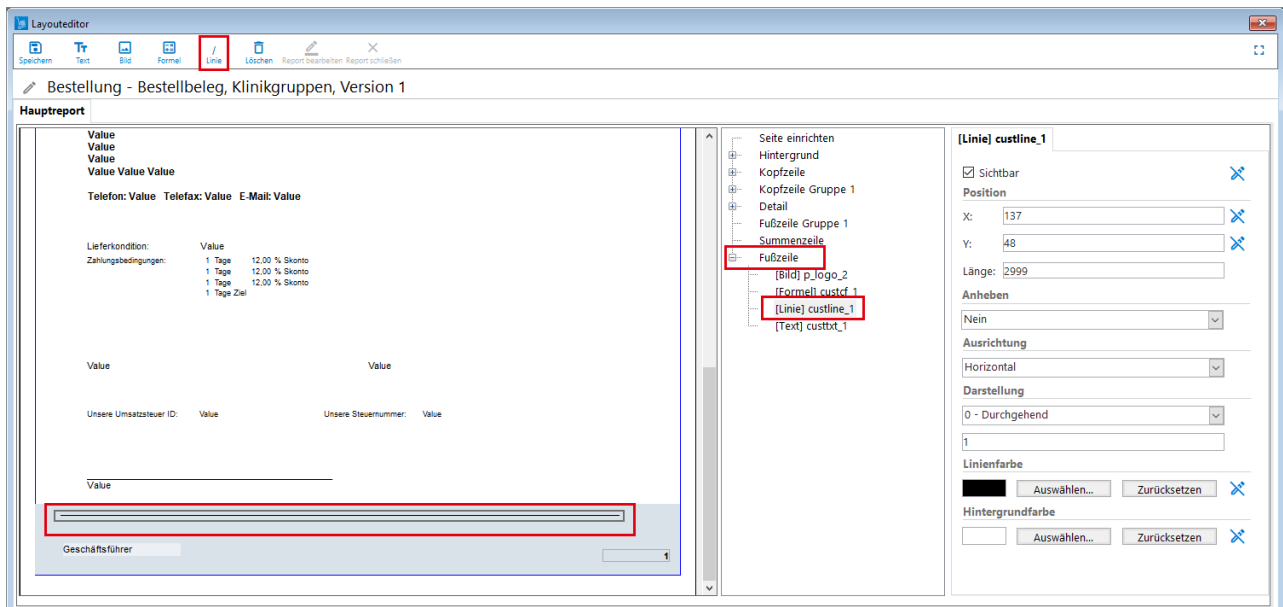 Layouteditor
Speichern Text Bild Formel Linie Löschen Report bearbeiten Report schließen
Bestellung - Bestellbeleg, Klinikgruppen, Version 1
Hauptreport
Value
Value
Value
Value Value Value
Telefon: Value Telefax: Value E-Mail: Value
Lieferkondition: Value
Zahlungsbedingungen: 1 Tage 12,00 % Skonto
1 Tage 12,00 % Skonto
1 Tage 12,00 % Skonto
1 Tage Ziel
Value Value
Unsere Umsatzsteuer ID: Value Unsere Steuernummer: Value
Value
Geschäftsführer
1
Seite einrichten
Hintergrund
Kopfzeile
Kopfzeile Gruppe 1
Detail
Fußzeile Gruppe 1
Summenzeile
Fußzeile
[Bild] p_logo_2
[Formel] custcf_1
[Linie] custline_1
[Text] custtxt_1
[Linie] custline_1
Sichtbar
Position
X: 137
Y: 48
Länge: 2999
Anheben
Nein
Ausrichtung
Horizontal
Darstellung
0 - Durchgehend
1
Linienfarbe
Auswählen... Zurücksetzen
Hintergrundfarbe
Auswählen... Zurücksetzen